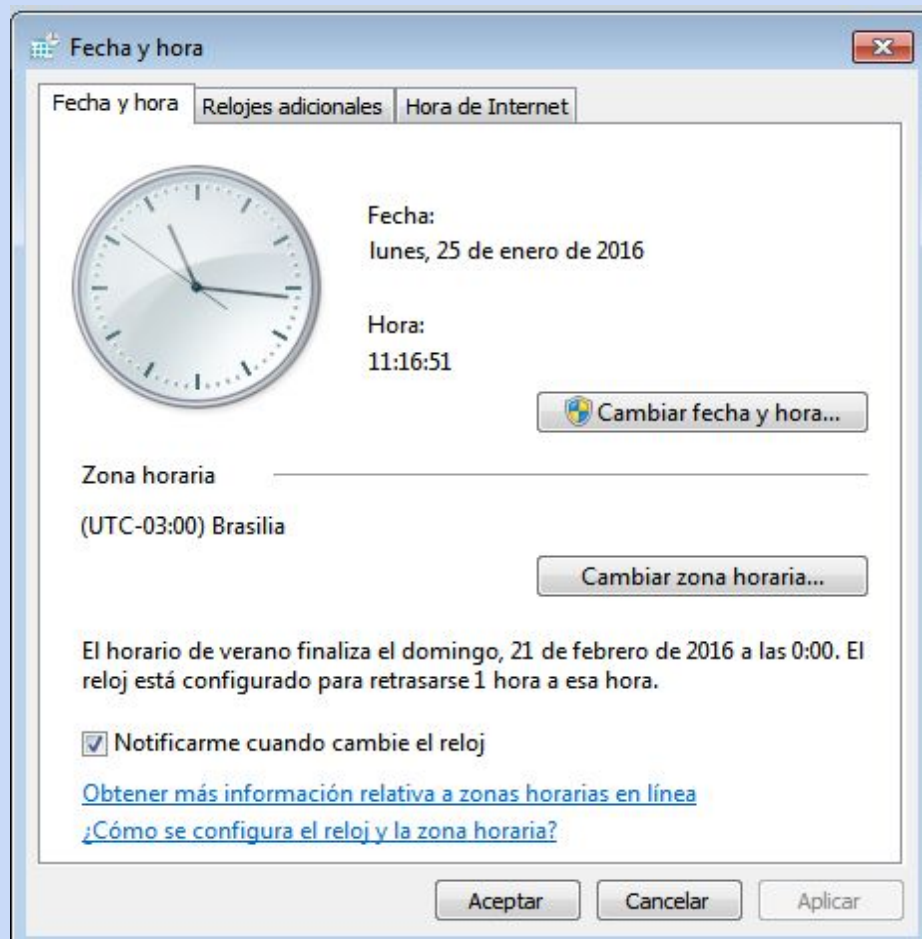 Fecha y hora
Fecha y hora
Relojes adicionales
Hora de Internet
Fecha:
lunes, 25 de enero de 2016
Hora:
11:16:51
Cambiar fecha y hora...
Zona horaria
(UTC-03:00) Brasilia
Cambiar zona horaria...
El horario de verano finaliza el domingo, 21 de febrero de 2016 a las 0:00. El
reloj está configurado para retrasarse 1 hora a esa hora.
Notificarme cuando cambie el reloj
Obtener más información relativa a zonas horarias en línea
¿Cómo se configura el reloj y la zona horaria?
Aceptar
Cancelar
Aplicar